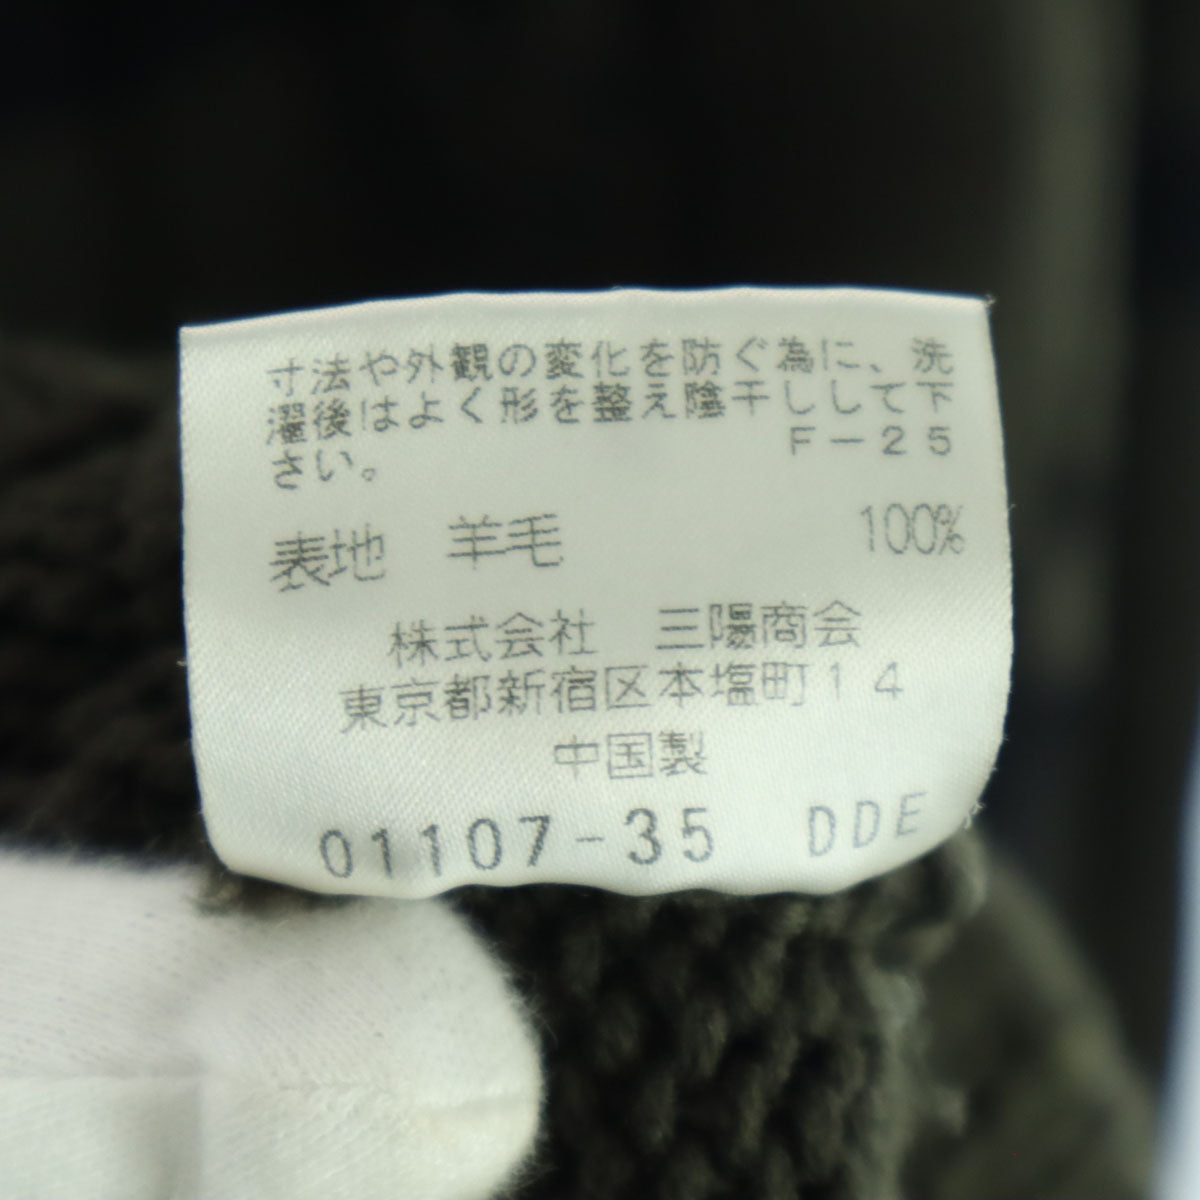 寸法や外観の変化を防ぐ為に、洗
濯後はよく形を整え陰干しして下
さい。 F－25
表地 羊毛 100%
株式会社 三陽商会
東京都新宿区本塩町14
中国製
01107-35 DDE